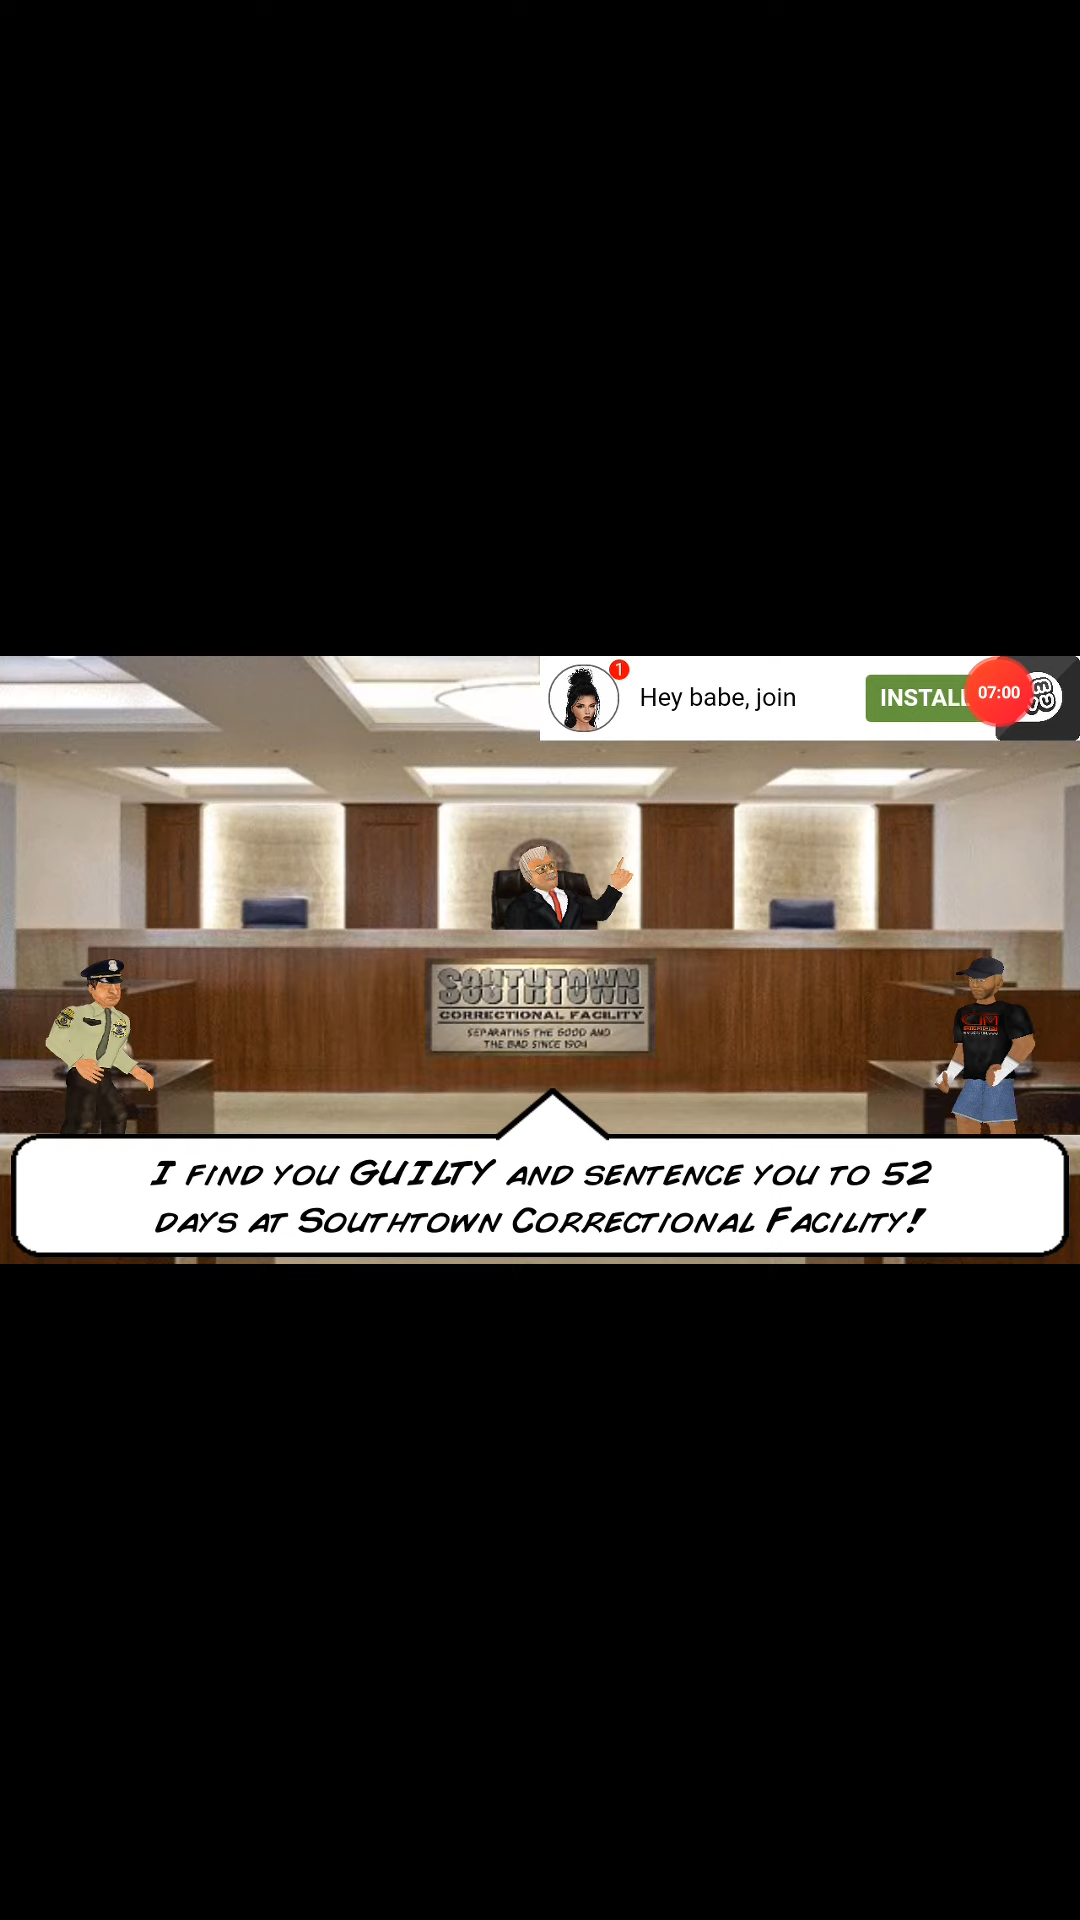 1
Hey babe, join
INSTALL
07:00
SOUTHTOWN
CORRECTIONAL FACILITY
SEPARATING THE GOOD AND
THE BAD SINCE 1904
I FIND YOU GUILTY AND SENTENCE YOU TO 52
DAYS AT SOUTHTOWN CORRECTIONAL FACILITY!